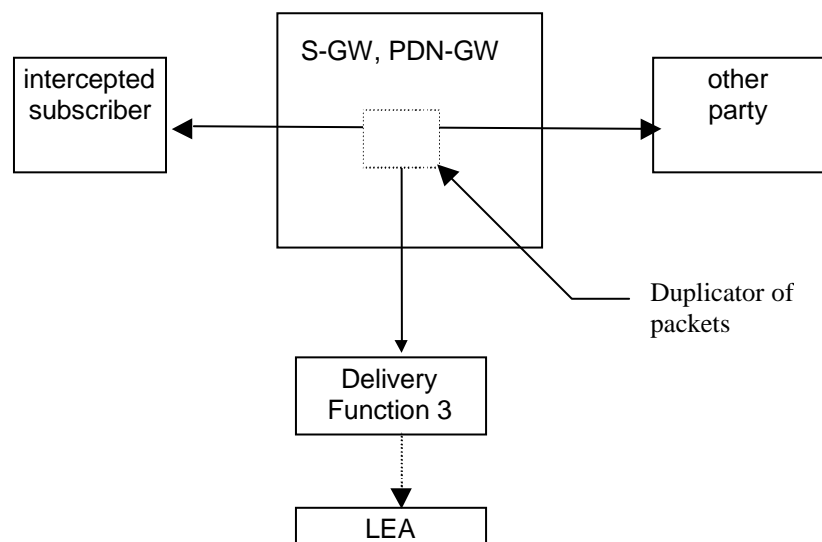 S-GW, PDN-GW
intercepted
subscriber
other
party
Duplicator of
packets
Delivery
Function 3
LEA